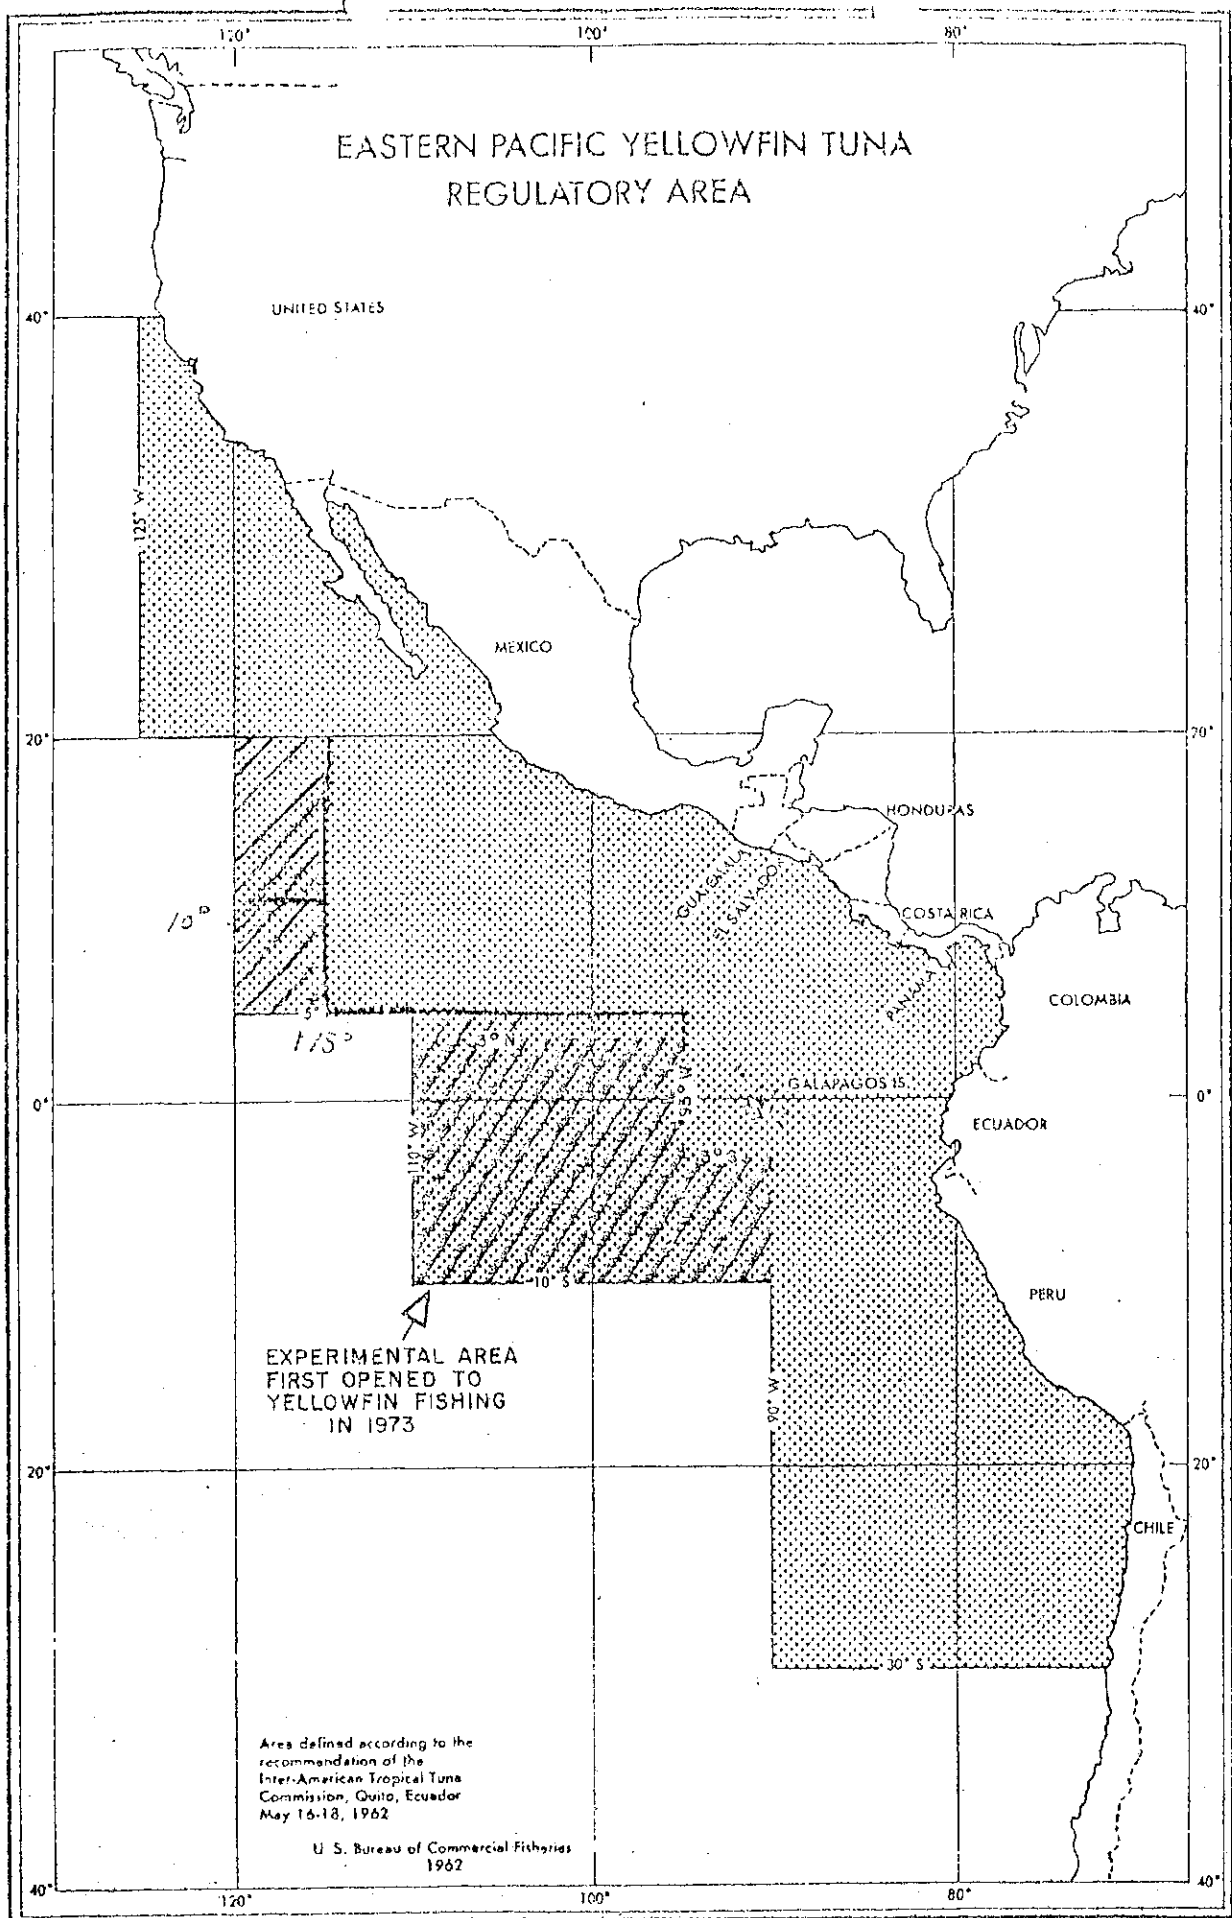 120°
100°
80°
EASTERN PACIFIC YELLOWFIN TUNA
REGULATORY AREA
UNITED STATES
40°
40°
125° W
MEXICO
20°
20°
HONDURAS
GUATEMALA
EL SALVADOR
10°
COSTA RICA
PANAMA
COLOMBIA
5°
115°
3° N
95° W
GALAPAGOS IS.
0°
0°
ECUADOR
110° W
3° S
10° S
PERU
EXPERIMENTAL AREA
FIRST OPENED TO
YELLOWFIN FISHING
IN 1973
90° W
20°
20°
CHILE
30° S
Area defined according to the
recommendation of the
Inter-American Tropical Tuna
Commission, Quito, Ecuador
May 16-18, 1962
U. S. Bureau of Commercial Fisheries
1962
40°
40°
120°
100°
80°